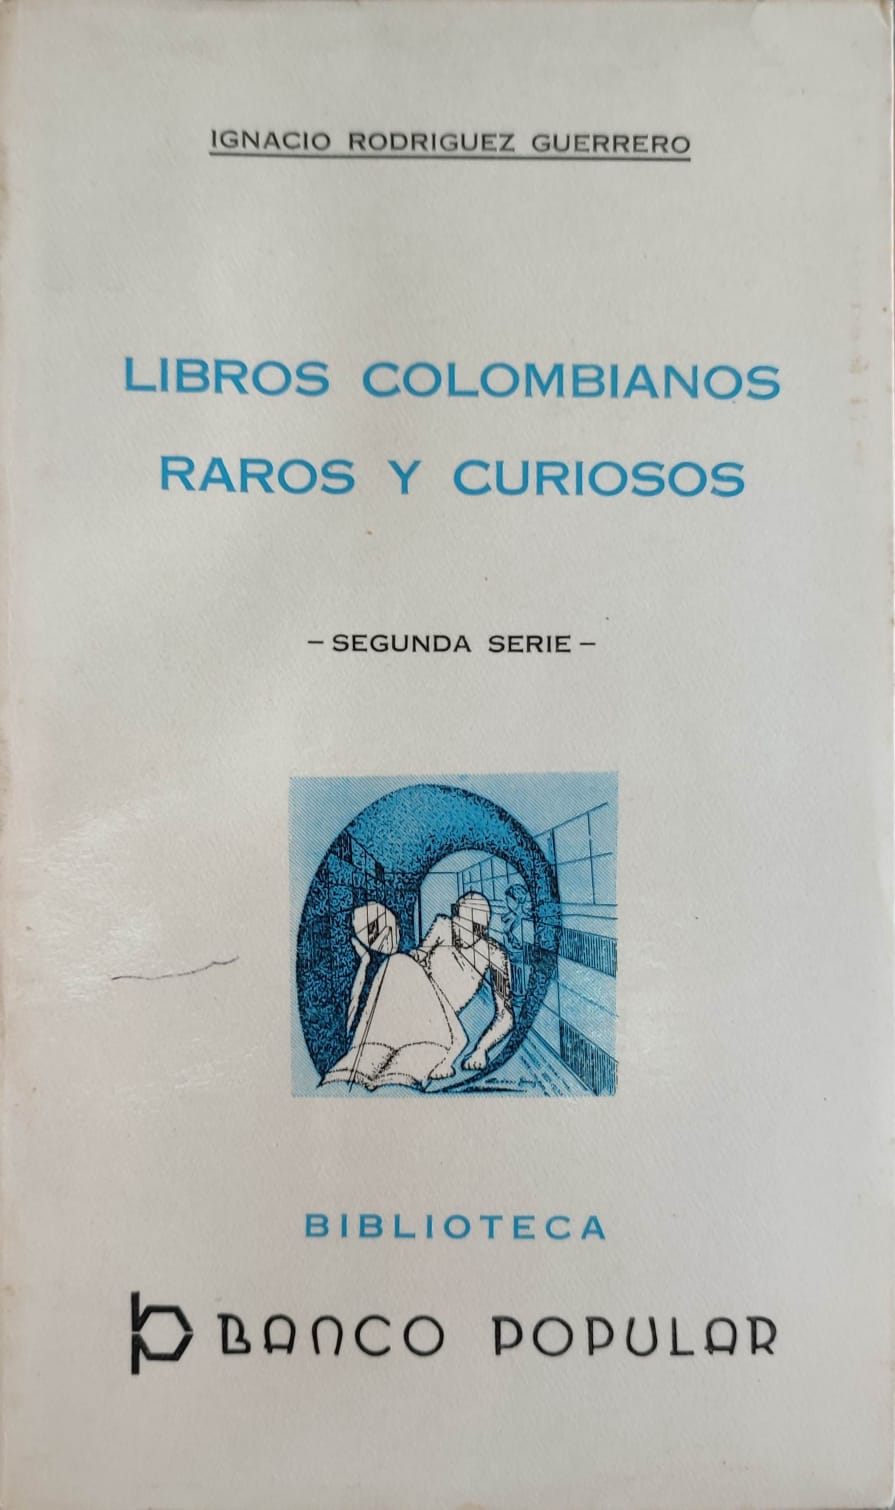 IGNACIO RODRIGUEZ GUERRERO
LIBROS COLOMBIANOS
RAROS Y CURIOSOS
– SEGUNDA SERIE –
BIBLIOTECA
BANCO POPULAR